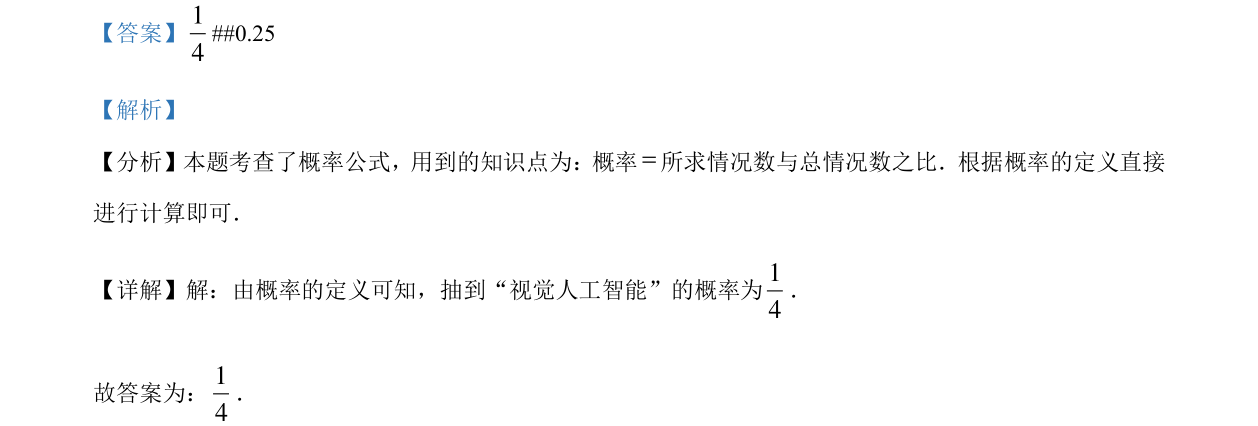 【答案】1/4##0.25
【解析】
【分析】本题考查了概率公式，用到的知识点为：概率＝所求情况数与总情况数之比．根据概率的定义直接
进行计算即可．
【详解】解：由概率的定义可知，抽到“视觉人工智能”的概率为1/4．
故答案为：1/4．